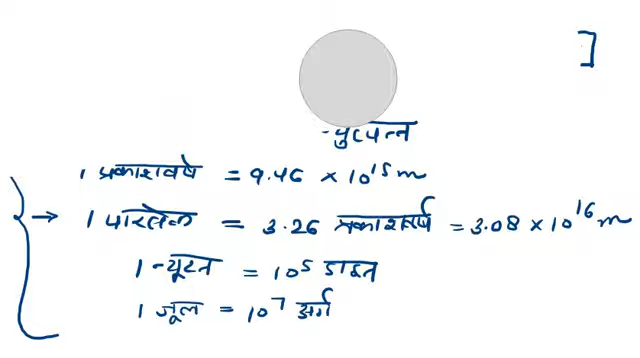 ]
व्युत्पन्न
1 प्रकाशवर्ष = 9.46 × 10¹⁵ m
→ 1 पारसेक = 3.26 प्रकाशवर्ष = 3.08 × 10¹⁶ m
1 न्यूटन = 10⁵ डाइन
1 जूल = 10⁷ अर्ग